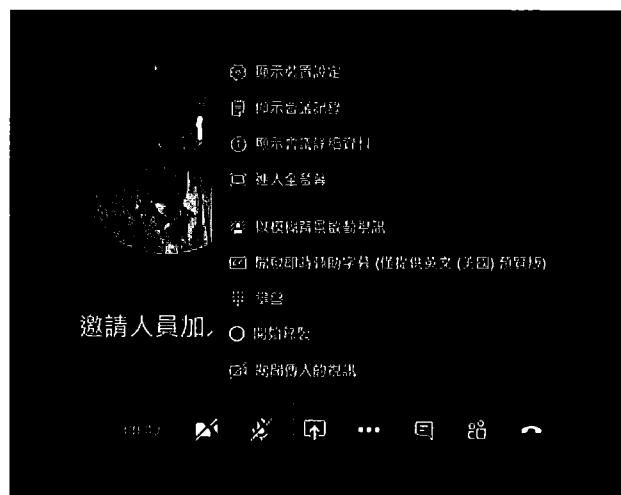 顯示裝置設定
顯示會議記錄
顯示會議詳細資料
進入全螢幕
以模糊背景啟動視訊
開啟即時輔助字幕 (僅提供英文 (美國) 預覽版)
鍵盤
邀請人員加
開始錄製
關閉傳入的視訊